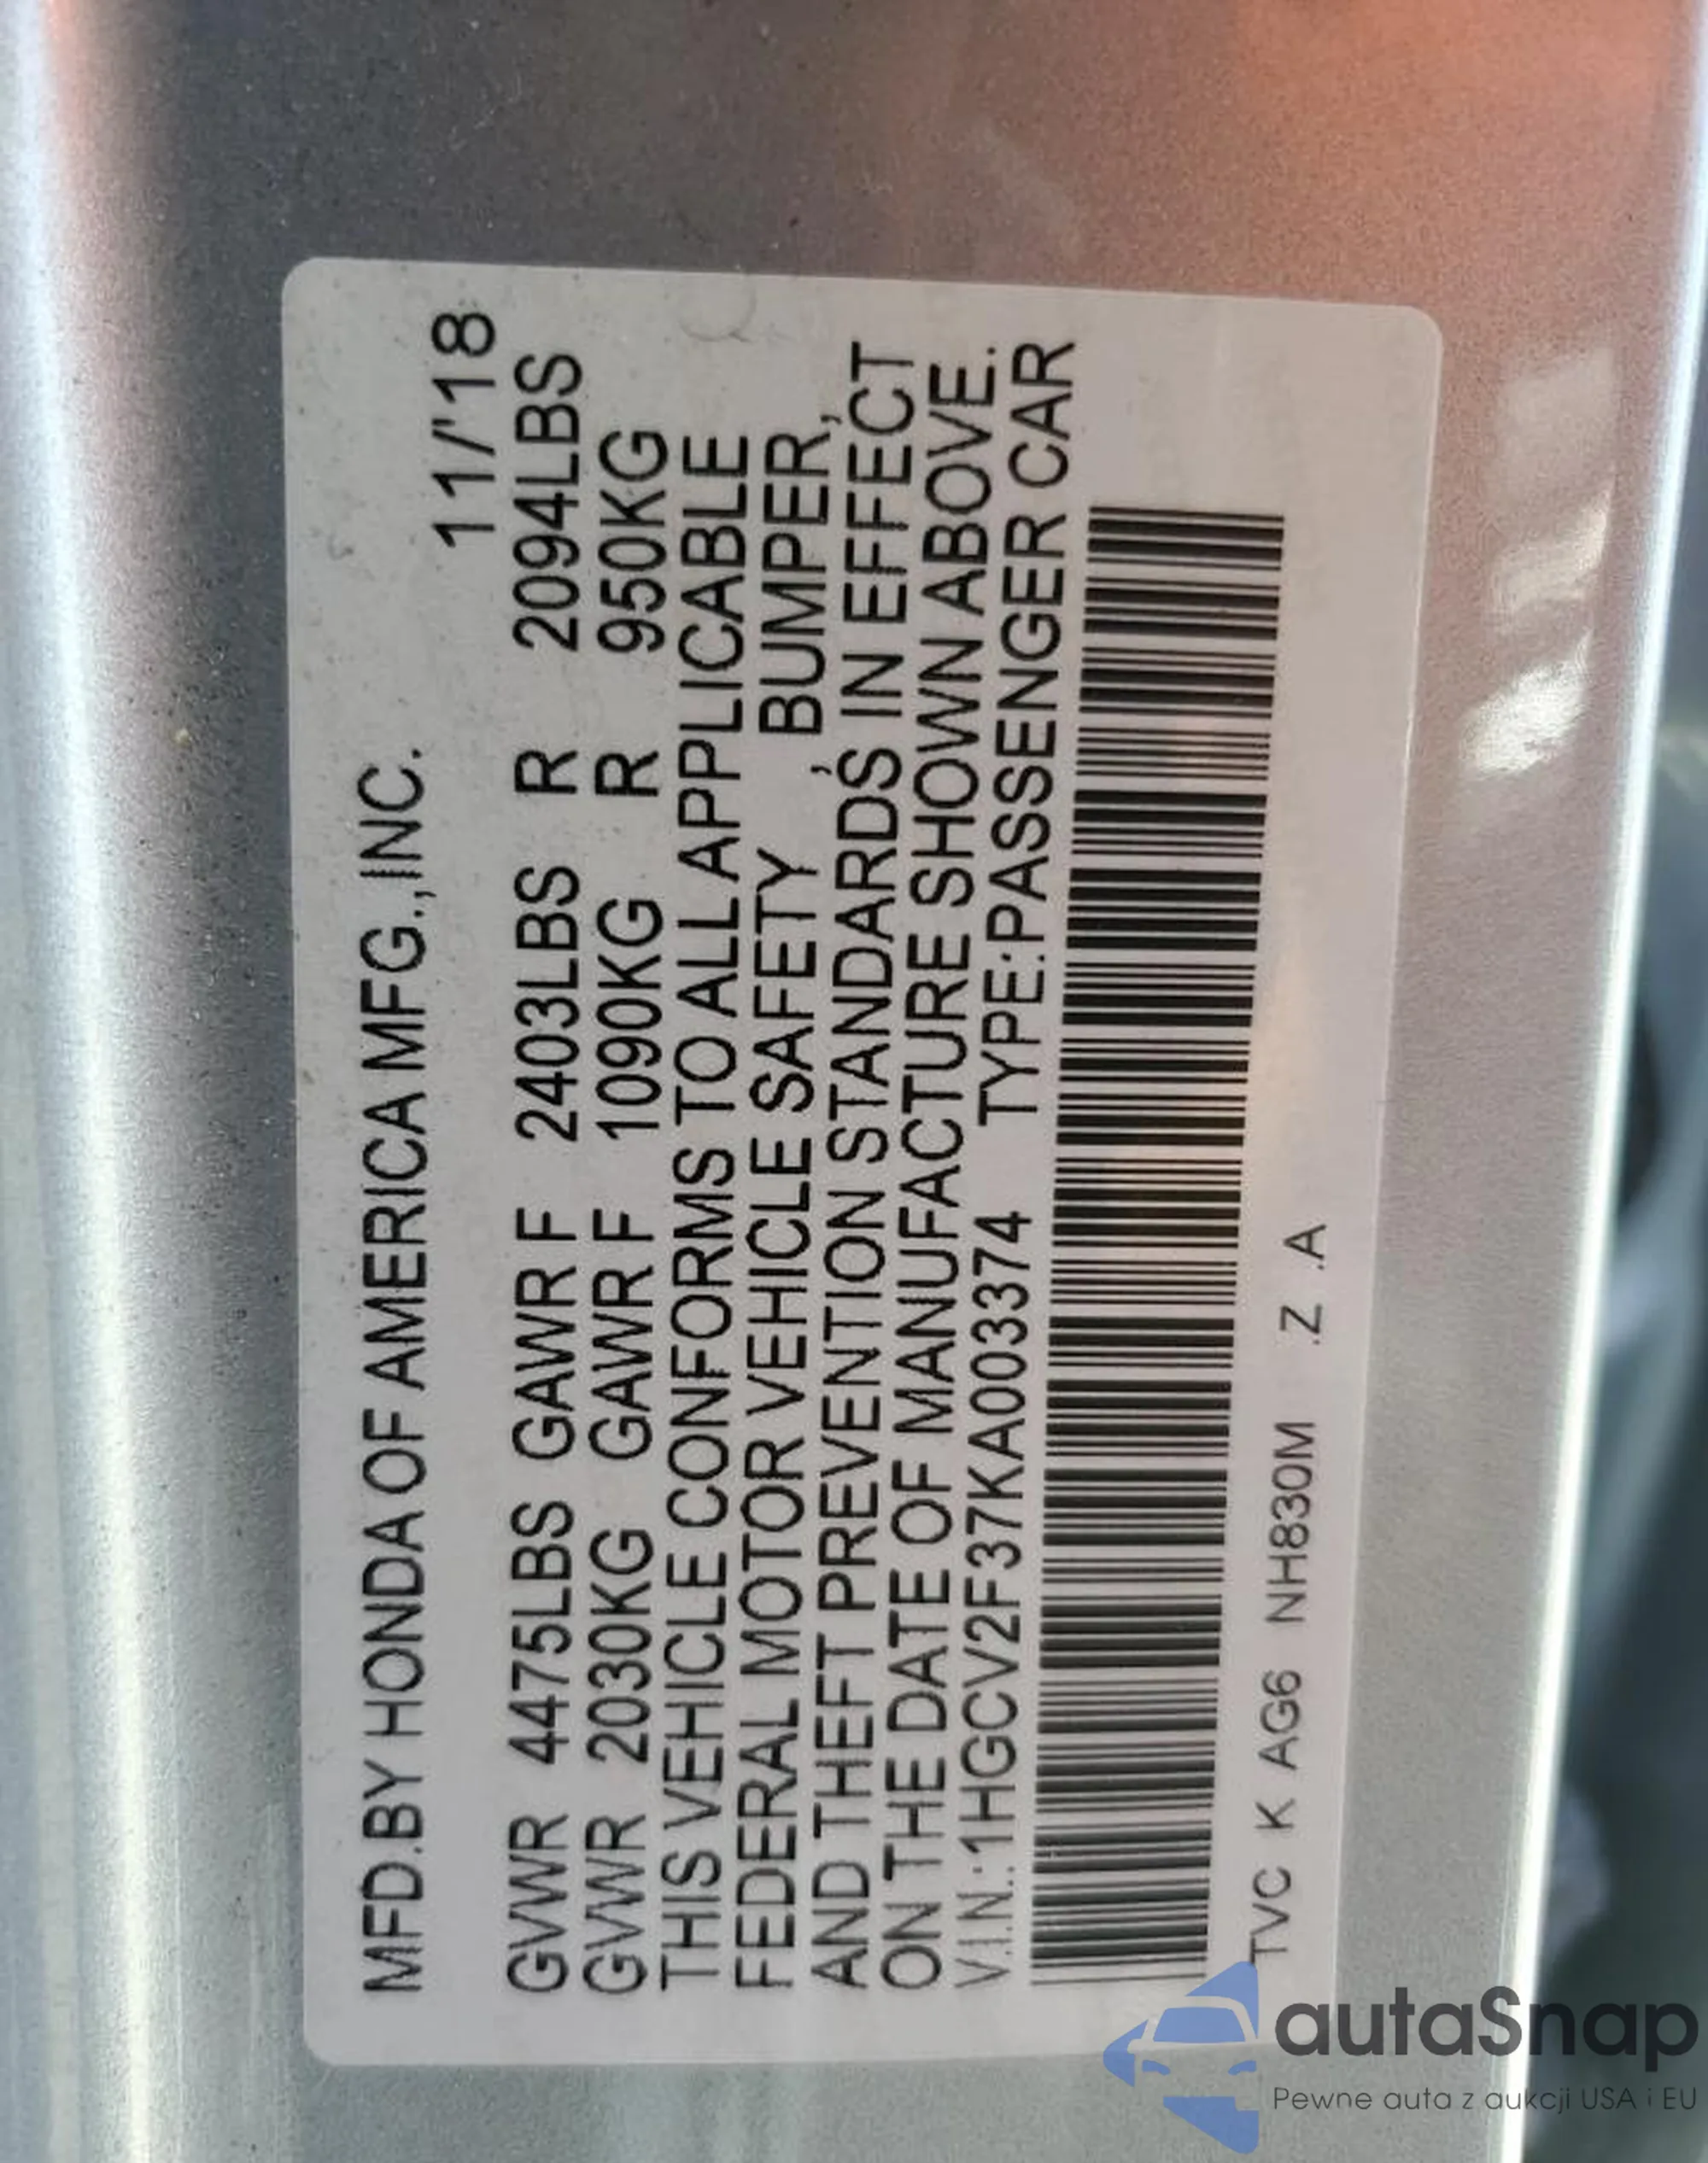 MFD.BY HONDA OF AMERICA MFG.,INC.
11/'18
GVWR 4475LBS GAWR F 2403LBS R 2094LBS
GVWR 2030KG GAWR F 1090KG R 950KG
THIS VEHICLE CONFORMS TO ALL APPLICABLE
FEDERAL MOTOR VEHICLE SAFETY, BUMPER,
AND THEFT PREVENTION STANDARDS IN EFFECT
ON THE DATE OF MANUFACTURE SHOWN ABOVE.
V.I.N.:1HGCV2F37KA003374 TYPE:PASSENGER CAR
TVC K AG6 NH830M .Z .A
autaSnap
Pewne auta z aukcji USA i EU